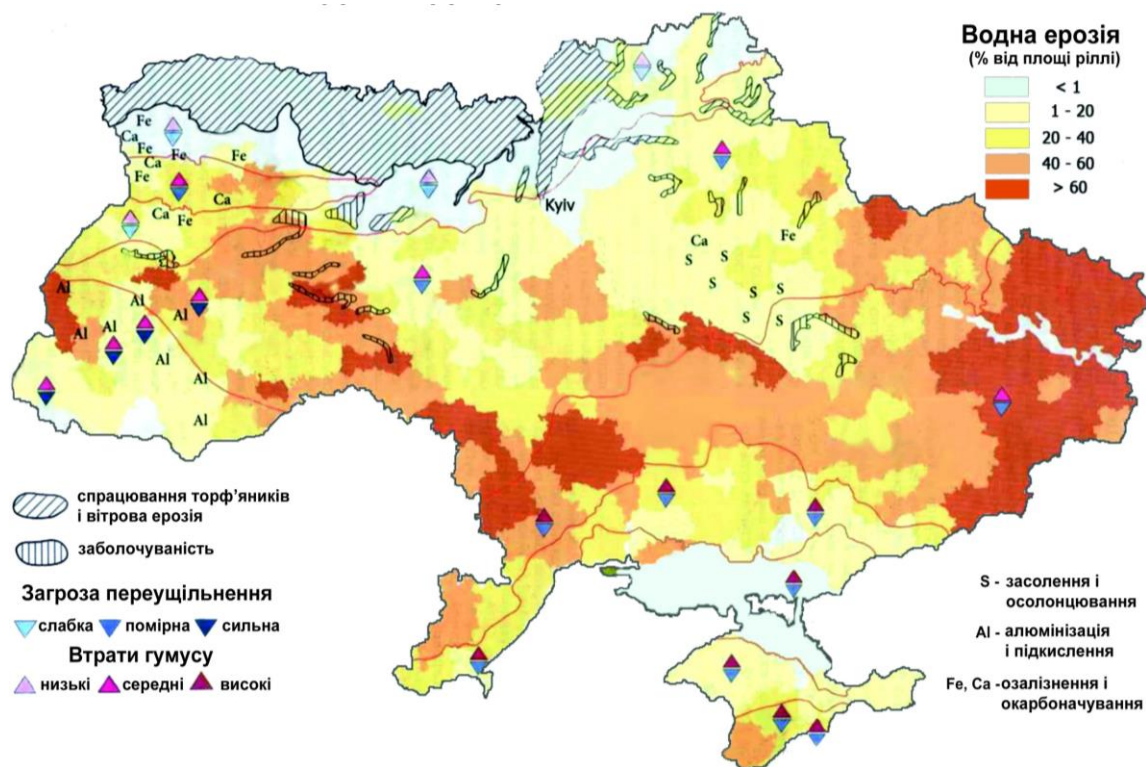 Водна ерозія
(% від площі ріллі)
< 1
1 - 20
20 - 40
40 - 60
> 60
Fe
Ca
Fe
Fe
Fe
Ca
Fe
Ca
Ca
Fe
Kyiv
Ca
Fe
S
S
S
S
S
S
S
Al
Al
Al
Al
Al
Al
Al
Al
спрацювання торф’яників
і вітрова ерозія
заболочуваність
Загроза переущільнення
слабка помірна сильна
Втрати гумусу
низькі середні високі
S - засолення і
осолонцювання
Al - алюмінізація
і підкислення
Fe, Ca - озалізнення і
окарбоначування